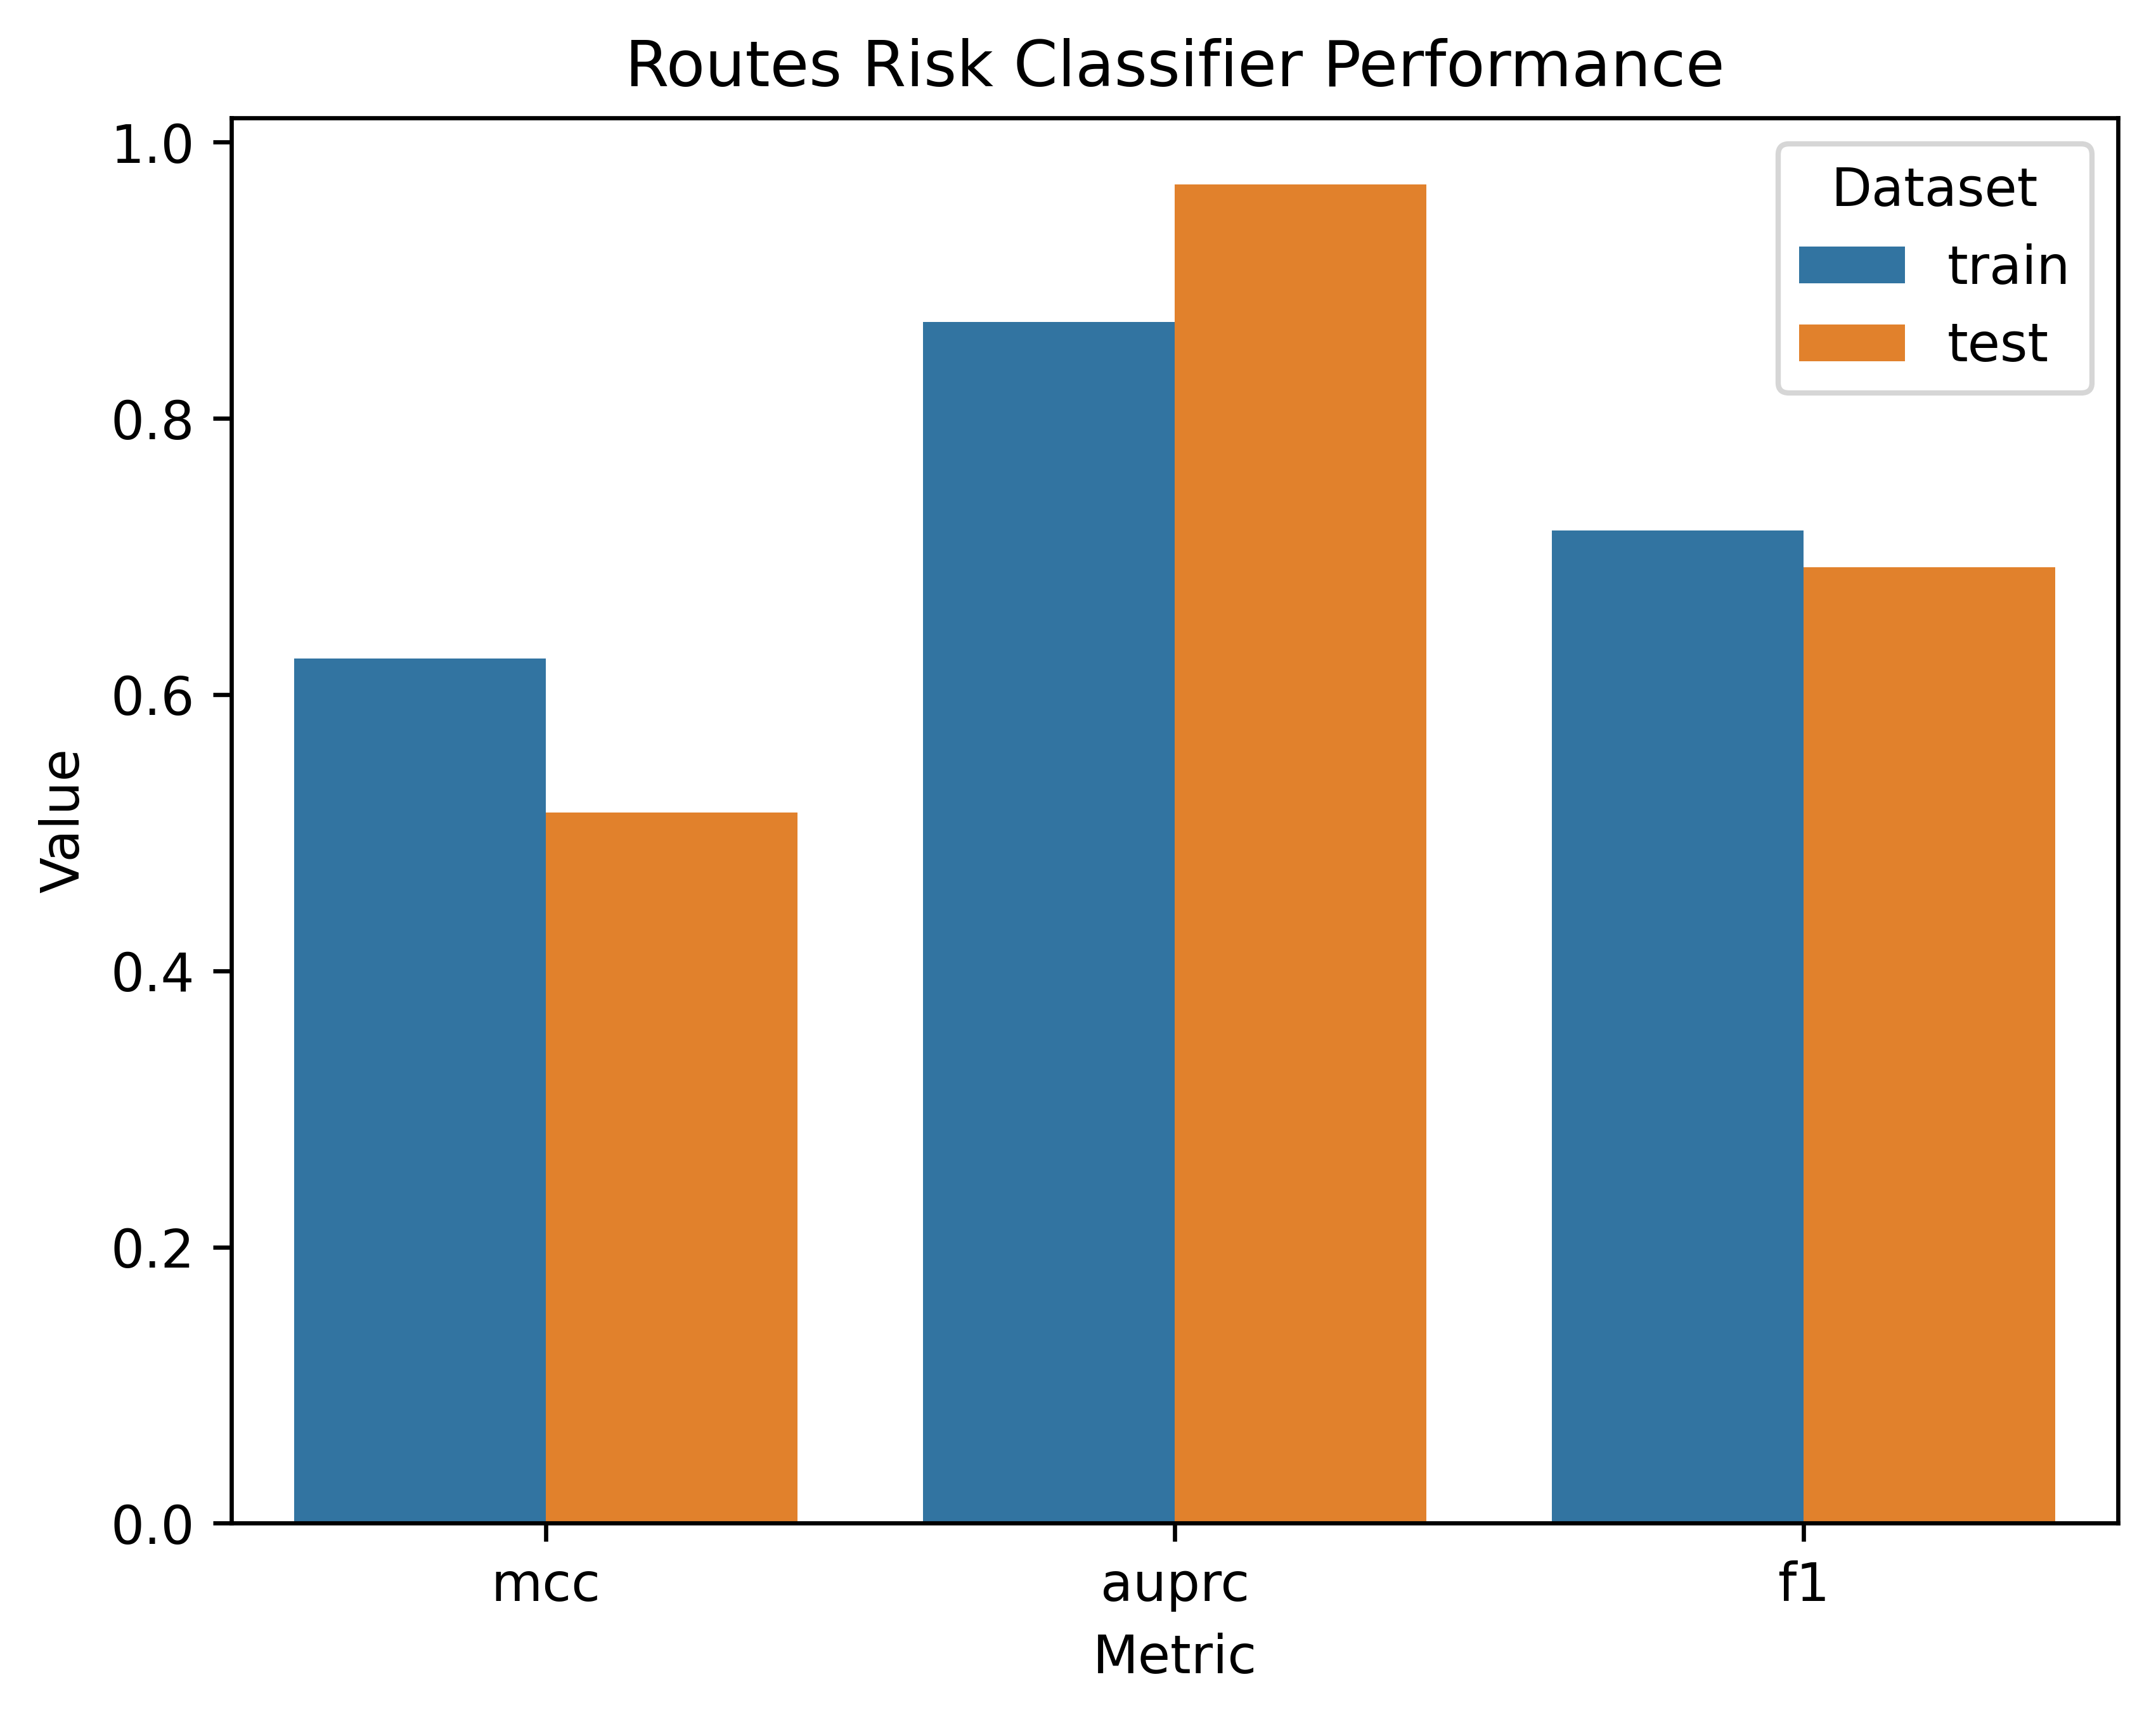 Routes Risk Classifier Performance
1.0
0.8
0.6
0.4
0.2
0.0
Value
Dataset
train
test
mcc
auprc
f1
Metric